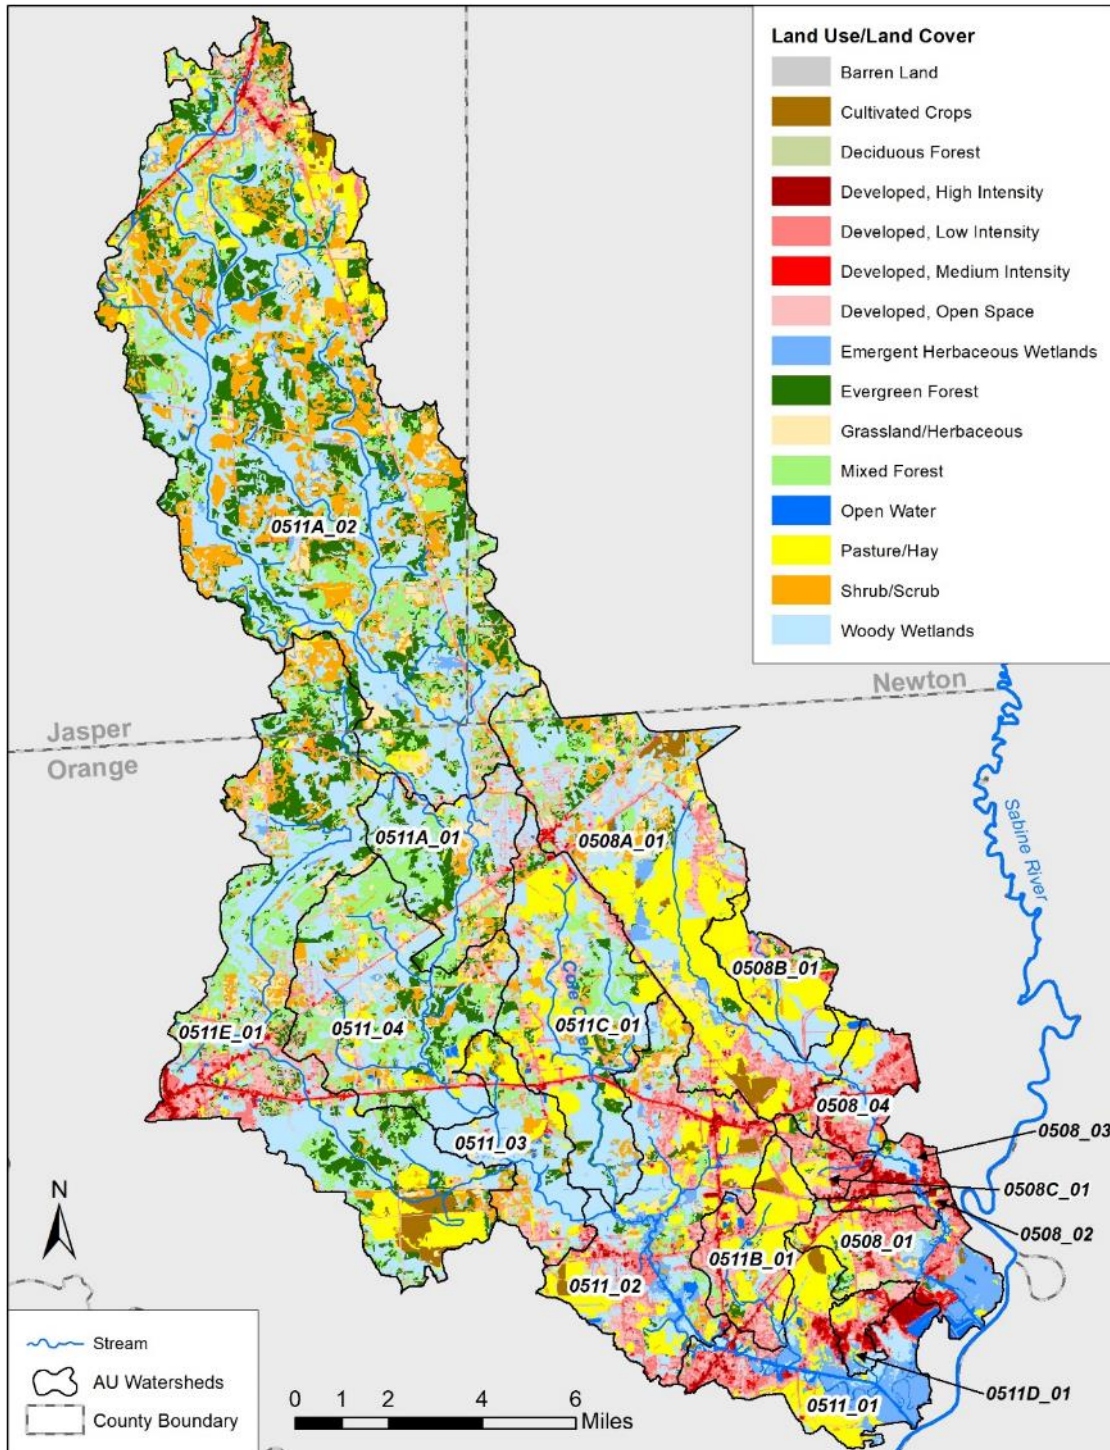 Land Use/Land Cover
Barren Land
Cultivated Crops
Deciduous Forest
Developed, High Intensity
Developed, Low Intensity
Developed, Medium Intensity
Developed, Open Space
Emergent Herbaceous Wetlands
Evergreen Forest
Grassland/Herbaceous
Mixed Forest
Open Water
Pasture/Hay
Shrub/Scrub
Woody Wetlands
0511A_02
Newton
Jasper
Orange
Sabine River
0511A_01
0508A_01
0508B_01
Cole Creek
0511E_01
0511_04
0511C_01
0508_04
0511_03
0508_03
0508C_01
0508_02
0508_01
0511B_01
0511_02
0511D_01
0511_01
N
Stream
AU Watersheds
County Boundary
0 1 2 4 6
Miles